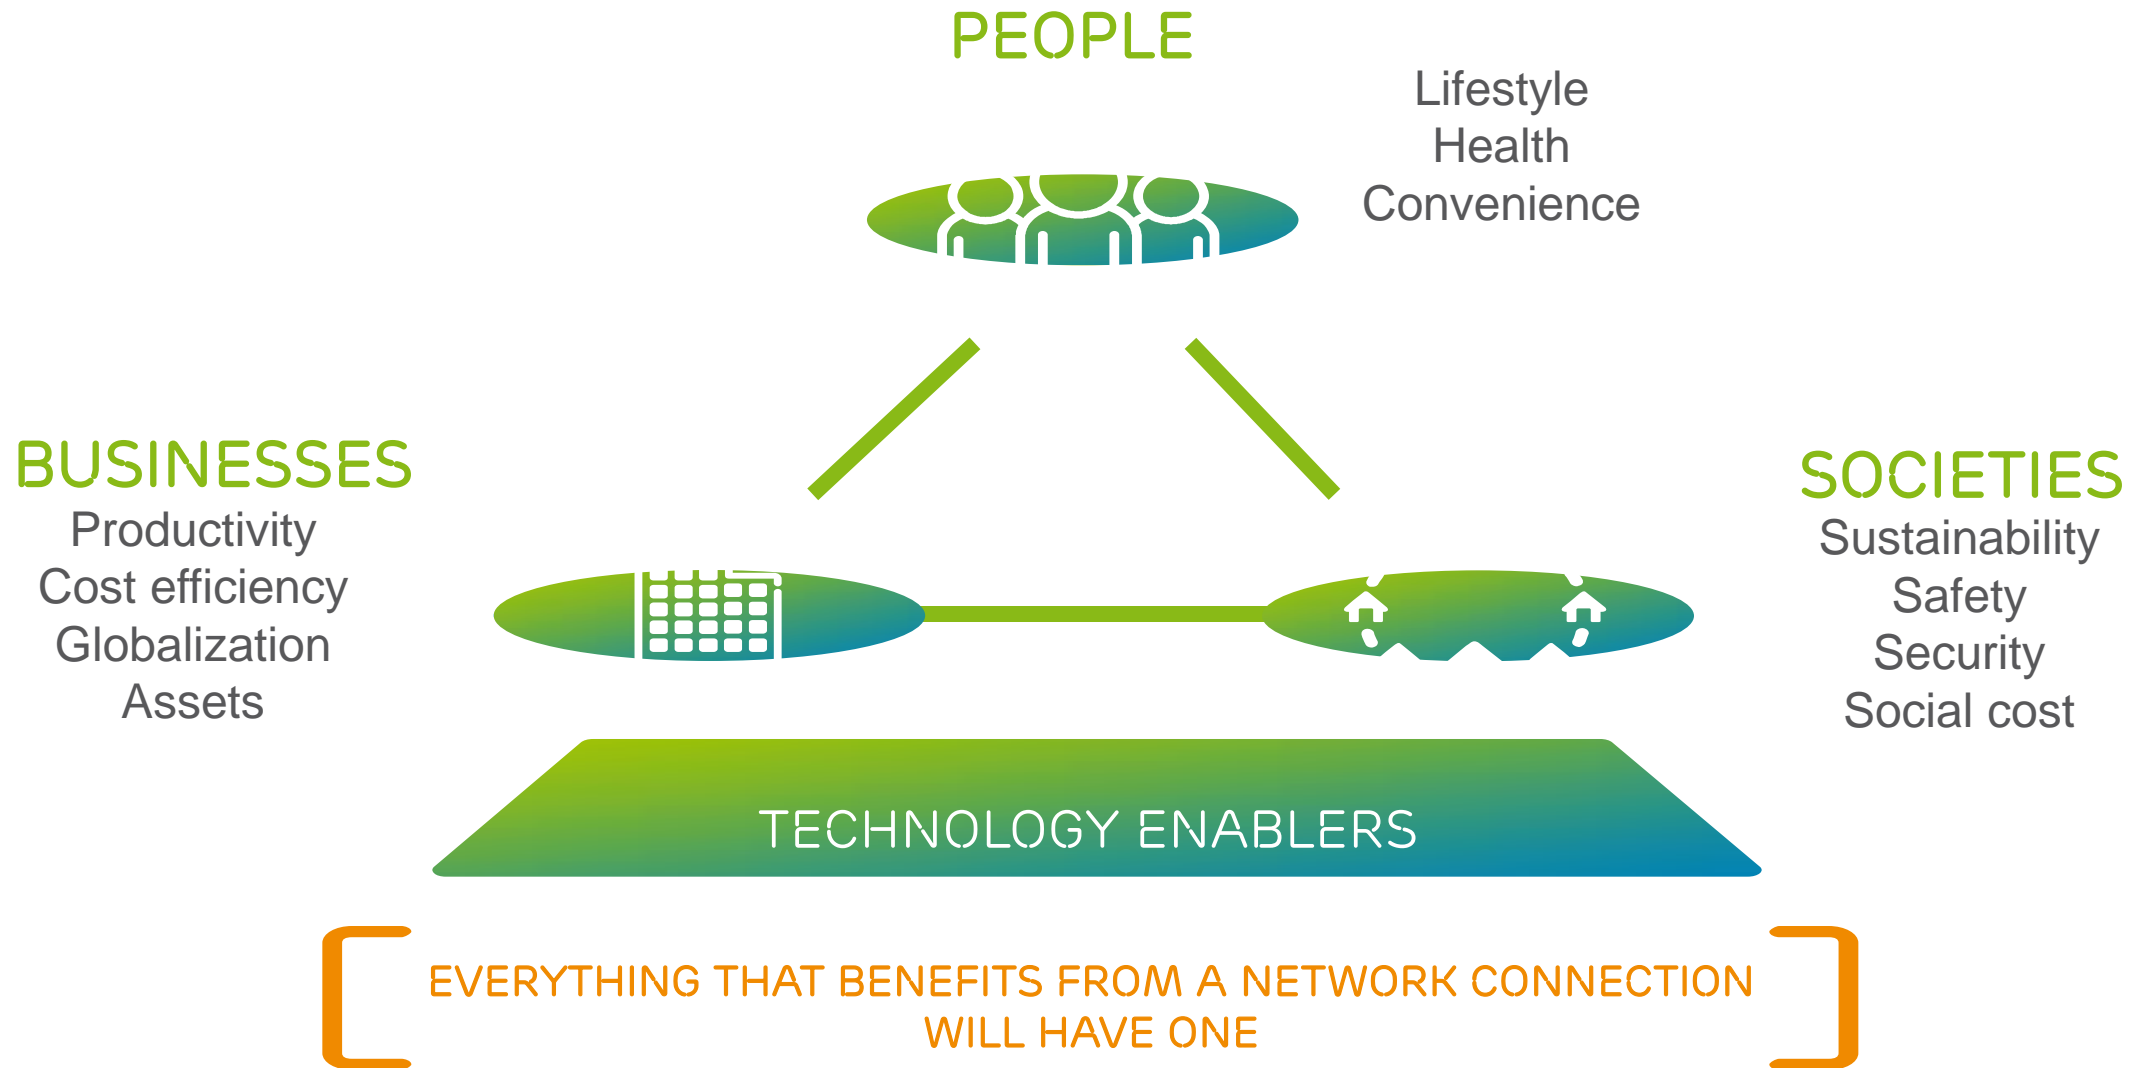 PEOPLE
Lifestyle
Health
Convenience
BUSINESSES
Productivity
Cost efficiency
Globalization
Assets
SOCIETIES
Sustainability
Safety
Security
Social cost
TECHNOLOGY ENABLERS
EVERYTHING THAT BENEFITS FROM A NETWORK CONNECTION
WILL HAVE ONE